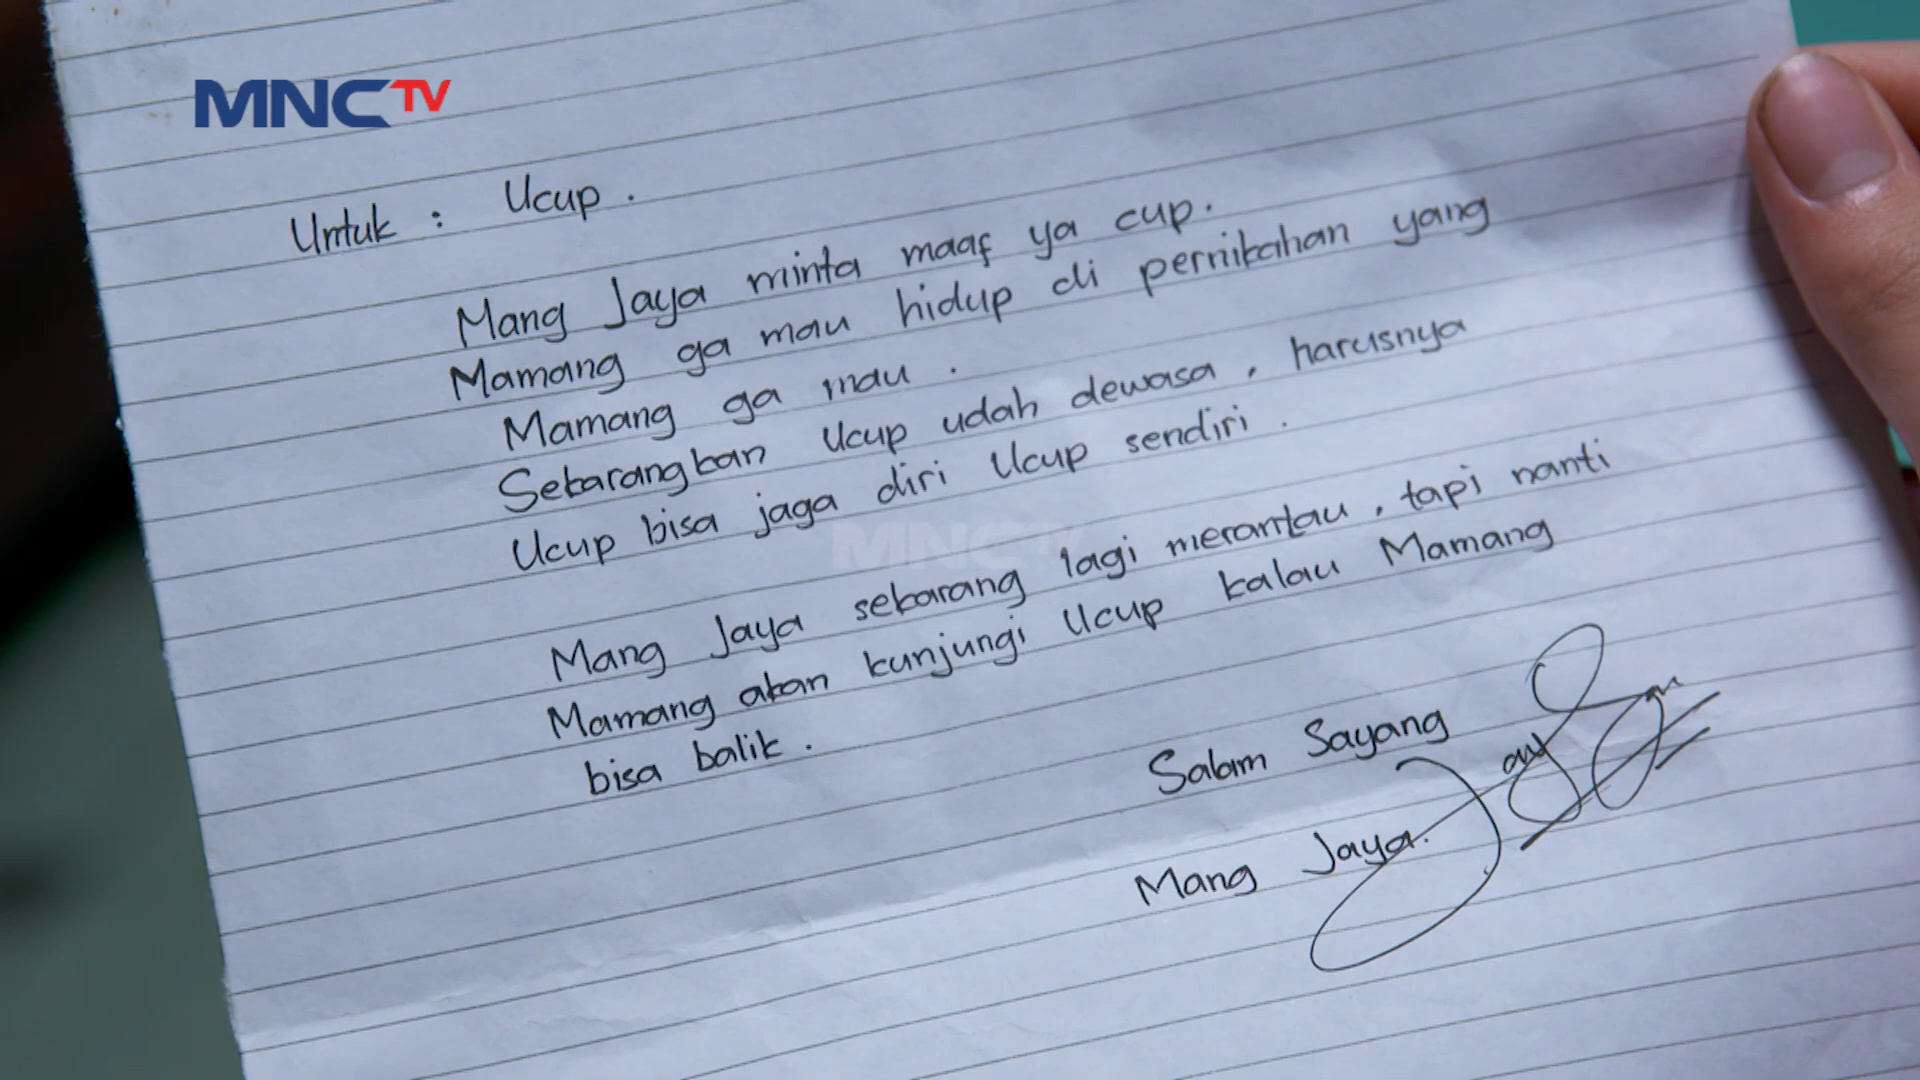 MNCTV
Untuk : Ucup .
Mang Jaya minta maaf ya cup.
Mamang ga mau hidup di pernikahan yang
Mamang ga mau .
Sekarangkan Ucup udah dewasa , harusnya
Ucup bisa jaga diri Ucup sendiri .
MNCTV
Mang Jaya sekarang lagi merantau , tapi nanti
Mamang akan kunjungi Ucup kalau Mamang
bisa balik .
Salam Sayang
Mang Jaya.